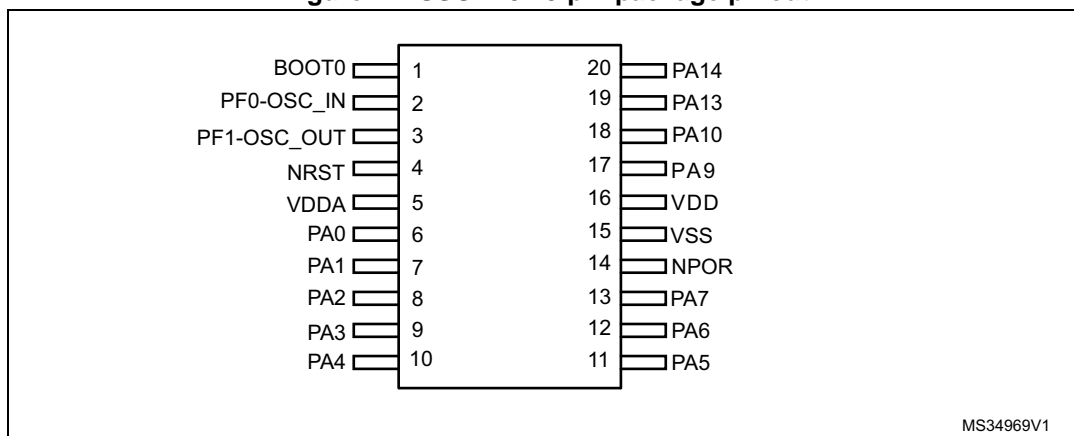 BOOT0 1 20 PA14
PF0-OSC_IN 2 19 PA13
PF1-OSC_OUT 3 18 PA10
NRST 4 17 PA9
VDDA 5 16 VDD
PA0 6 15 VSS
PA1 7 14 NPOR
PA2 8 13 PA7
PA3 9 12 PA6
PA4 10 11 PA5
MS34969V1